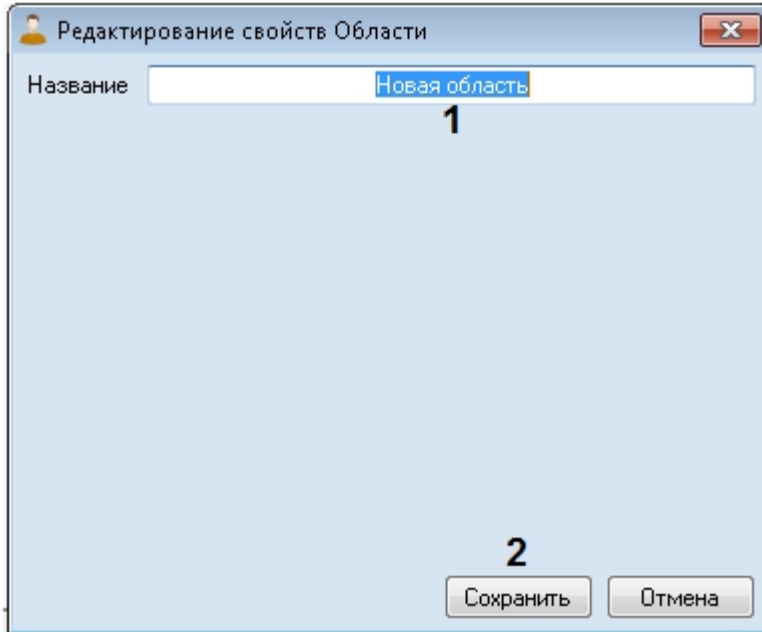 Редактирование свойств Области
Название Новая область
1
2
Сохранить Отмена